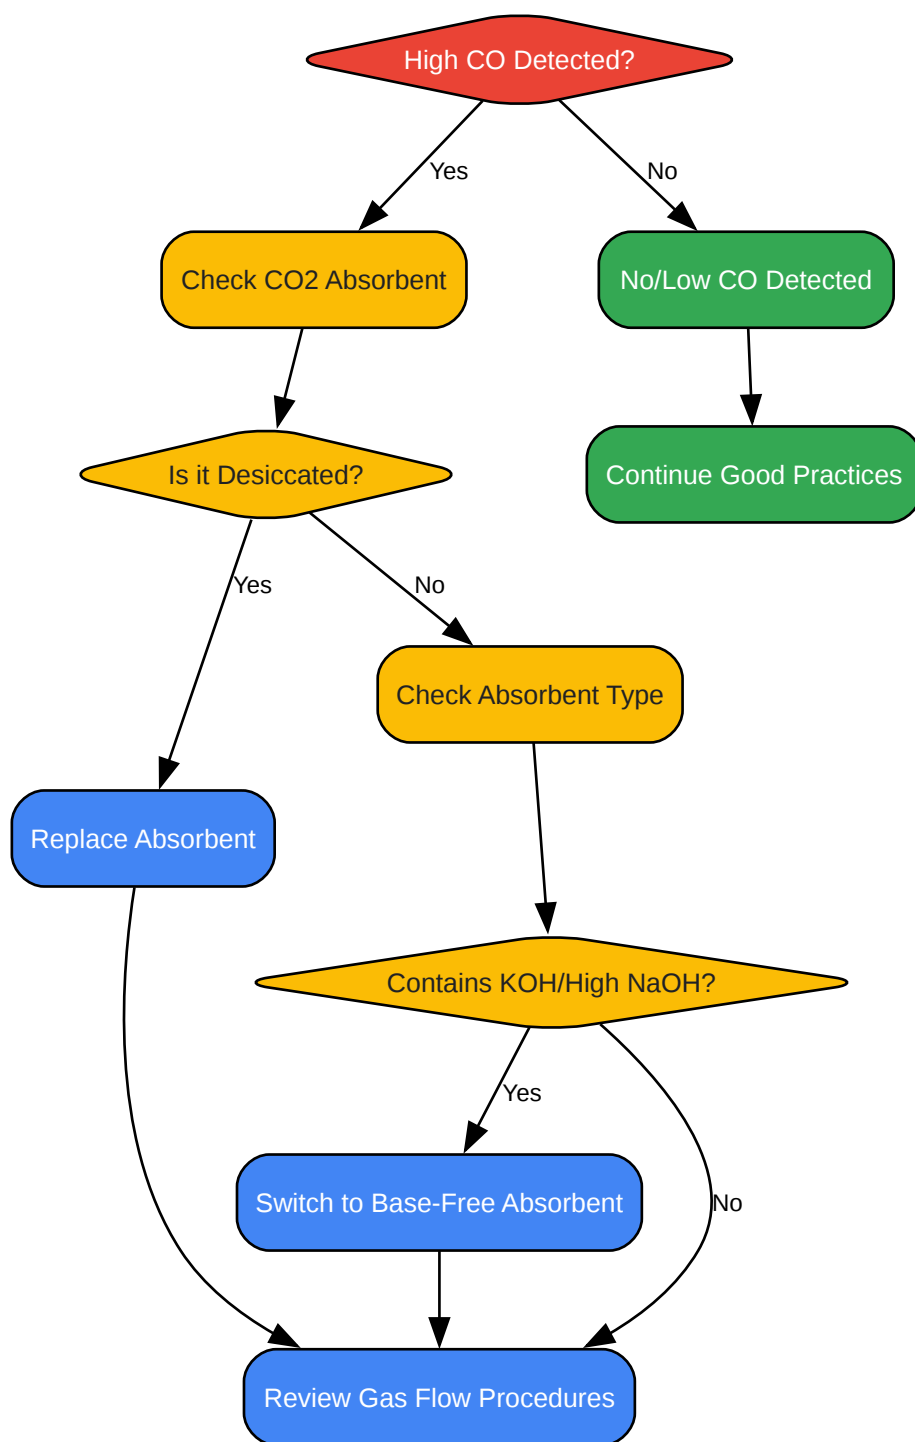 High CO Detected?
Yes
No
Check CO2 Absorbent
No/Low CO Detected
Is it Desiccated?
Continue Good Practices
Yes
No
Check Absorbent Type
Replace Absorbent
Contains KOH/High NaOH?
Yes
Switch to Base-Free Absorbent
No
Review Gas Flow Procedures